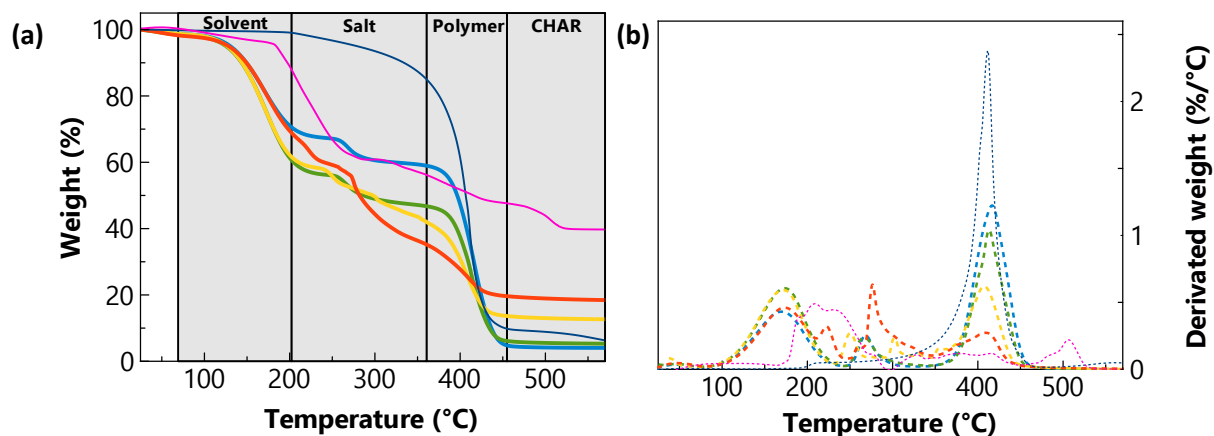 (a)
Solvent Salt Polymer CHAR
100
80
60
40
20
0
Weight (%)
100 200 300 400 500
Temperature (°C)
(b)
2
1
0
Derivated weight (%/°C)
100 200 300 400 500
Temperature (°C)